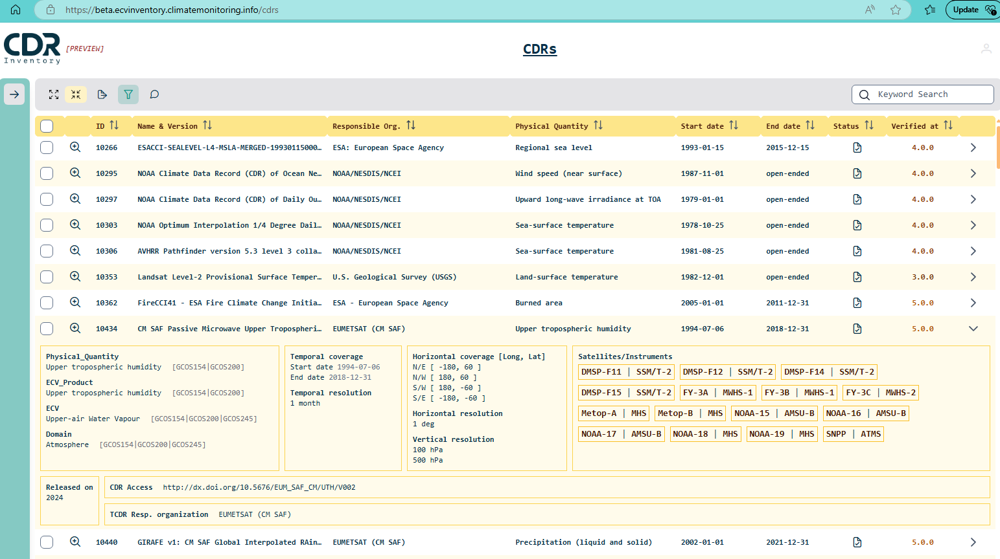 https://beta.ecvinventory.climatemonitoring.info/cdrs
Update
CDR
Inventory
[PREVIEW]
CDRs
Keyword Search
ID Name & Version Responsible Org. Physical Quantity Start date End date Status Verified at
10266 ESACCI-SEALEVEL-L4-MSLA-MERGED-19930115000… ESA: European Space Agency Regional sea level 1993-01-15 2015-12-15 4.0.0
10295 NOAA Climate Data Record (CDR) of Ocean Ne… NOAA/NESDIS/NCEI Wind speed (near surface) 1987-11-01 open-ended 4.0.0
10297 NOAA Climate Data Record (CDR) of Daily Ou… NOAA/NESDIS/NCEI Upward long-wave irradiance at TOA 1979-01-01 open-ended 4.0.0
10303 NOAA Optimum Interpolation 1/4 Degree Dail… NOAA/NESDIS/NCEI Sea-surface temperature 1978-10-25 open-ended 4.0.0
10306 AVHRR Pathfinder version 5.3 level 3 colla… NOAA/NESDIS/NCEI Sea-surface temperature 1981-08-25 open-ended 4.0.0
10353 Landsat Level-2 Provisional Surface Temper… U.S. Geological Survey (USGS) Land-surface temperature 1982-12-01 open-ended 3.0.0
10362 FireCCI41 - ESA Fire Climate Change Initia… ESA - European Space Agency Burned area 2005-01-01 2011-12-31 5.0.0
10434 CM SAF Passive Microwave Upper Tropospheri… EUMETSAT (CM SAF) Upper tropospheric humidity 1994-07-06 2018-12-31 5.0.0
Physical_Quantity
Upper tropospheric humidity [GCOS154|GCOS200]
ECV_Product
Upper tropospheric humidity [GCOS154|GCOS200]
ECV
Upper-air Water Vapour [GCOS154|GCOS200|GCOS245]
Domain
Atmosphere [GCOS154|GCOS200|GCOS245]
Temporal coverage
Start date 1994-07-06
End date 2018-12-31
Temporal resolution
1 month
Horizontal coverage [Long, Lat]
N/E [ -180, 60 ]
N/W [ 180, 60 ]
S/W [ 180, -60 ]
S/E [ -180, -60 ]
Horizontal resolution
1 deg
Vertical resolution
100 hPa
500 hPa
Satellites/Instruments
DMSP-F11 | SSM/T-2 DMSP-F12 | SSM/T-2 DMSP-F14 | SSM/T-2
DMSP-F15 | SSM/T-2 FY-3A | MWHS-1 FY-3B | MWHS-1 FY-3C | MWHS-2
Metop-A | MHS Metop-B | MHS NOAA-15 | AMSU-B NOAA-16 | AMSU-B
NOAA-17 | AMSU-B NOAA-18 | MHS NOAA-19 | MHS SNPP | ATMS
Released on
2024
CDR Access http://dx.doi.org/10.5676/EUM_SAF_CM/UTH/V002
TCDR Resp. organization EUMETSAT (CM SAF)
10440 GIRAFE v1: CM SAF Global Interpolated RAin… EUMETSAT (CM SAF) Precipitation (liquid and solid) 2002-01-01 2021-12-31 5.0.0